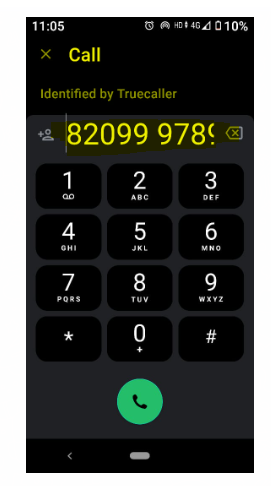 11:05 HD 4G 10%
× Call
Identified by Truecaller
82099 9789
1 2 3
ABC DEF
4 5 6
GHI JKL MNO
7 8 9
PQRS TUV WXYZ
* 0 #
+